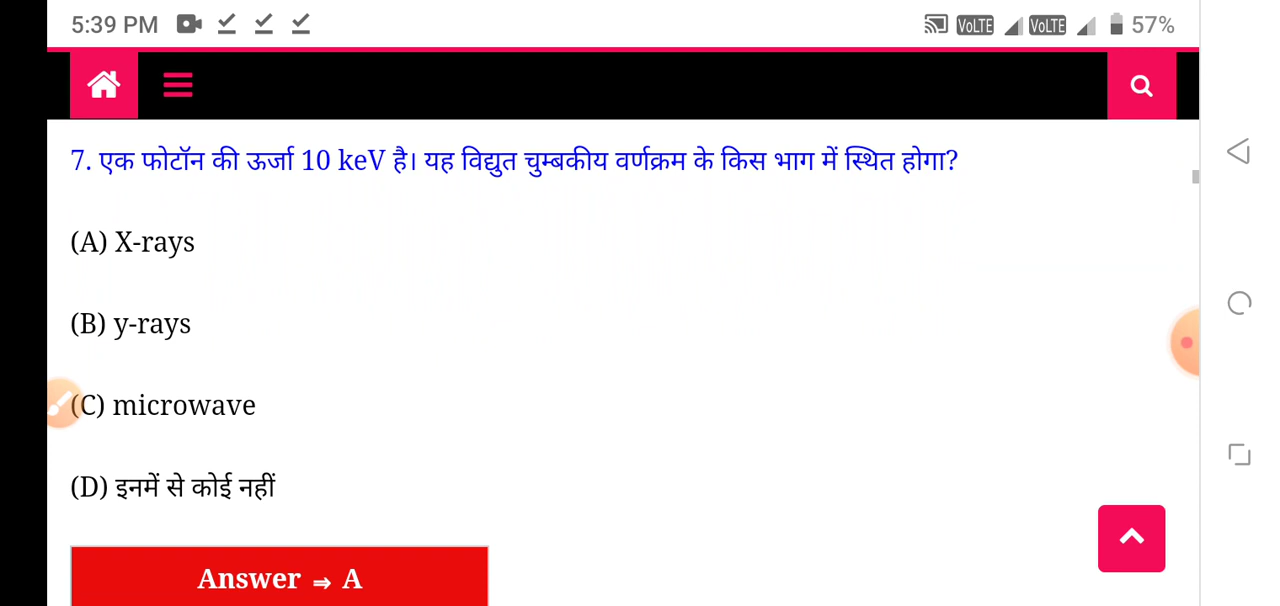 5:39 PM VoLTE VoLTE 57%
7. एक फोटॉन की ऊर्जा 10 keV है। यह विद्युत चुम्बकीय वर्णक्रम के किस भाग में स्थित होगा?
(A) X-rays
(B) y-rays
(C) microwave
(D) इनमें से कोई नहीं
Answer ⇒ A